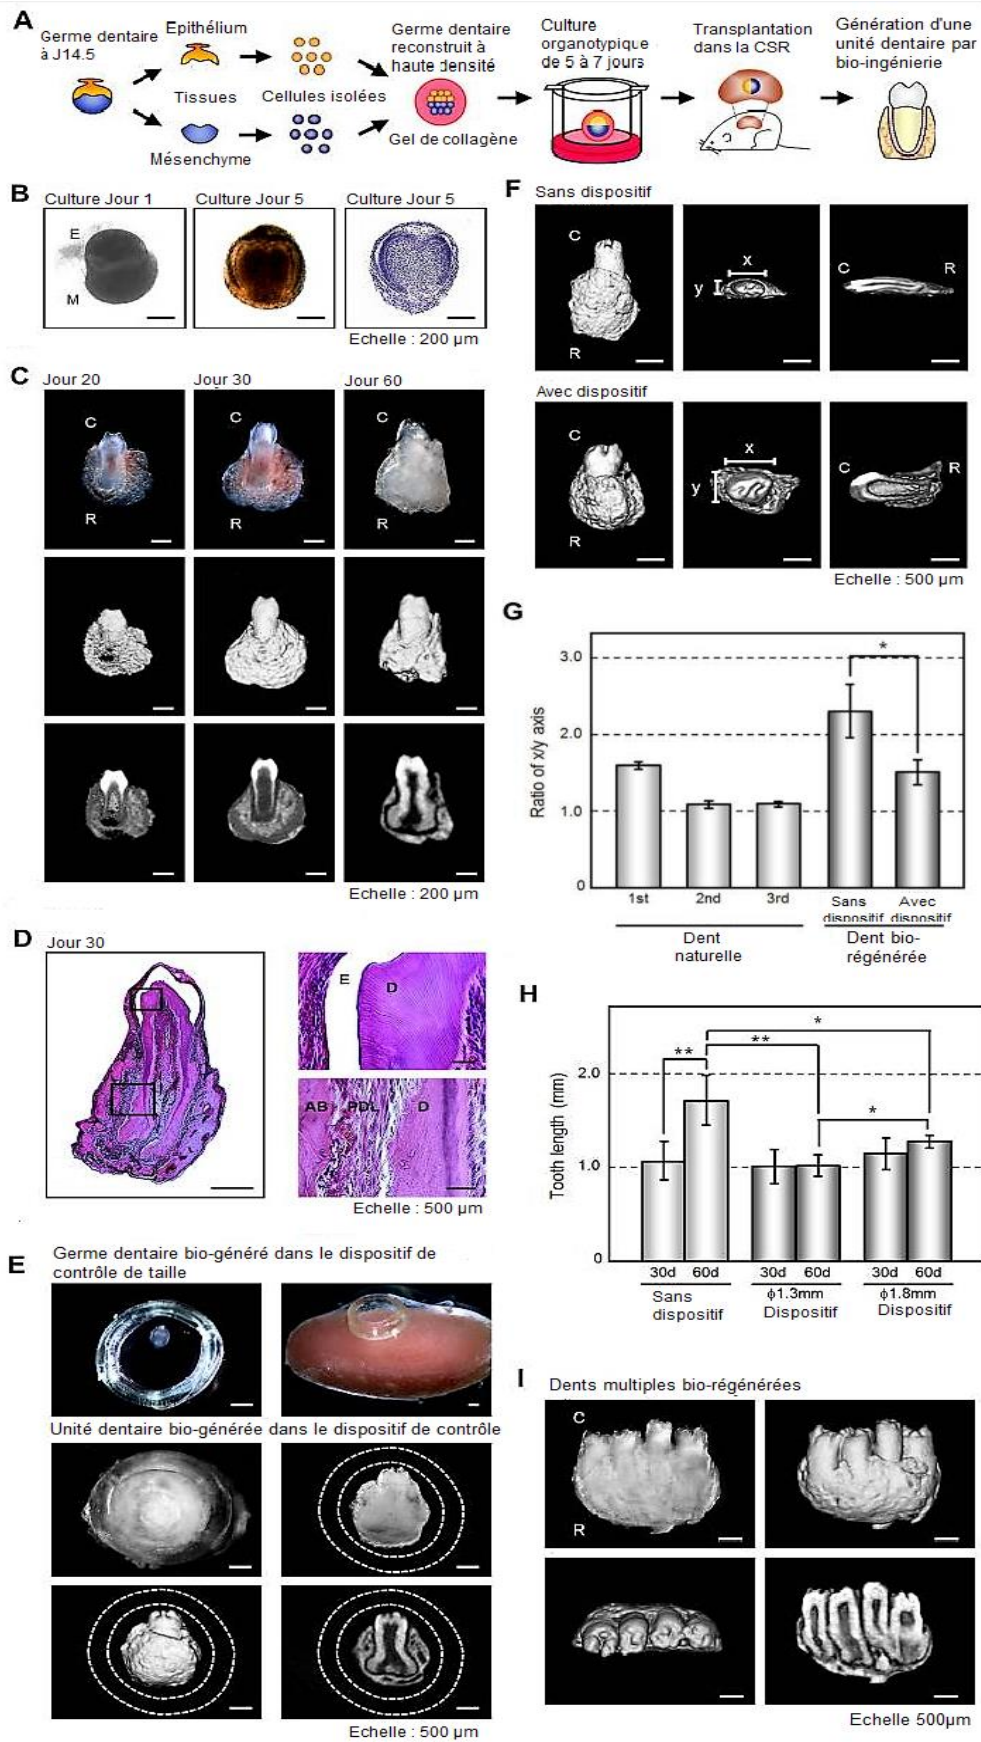 A
Germe dentaire
à J14.5
Epithélium
Tissues
Mésenchyme
Cellules isolées
Germe dentaire
reconstruit à
haute densité
Gel de collagène
Culture
organotypique
de 5 à 7 jours
Transplantation
dans la CSR
Génération d'une
unité dentaire par
bio-ingénierie
B
Culture Jour 1
Culture Jour 5
Culture Jour 5
E
M
Echelle : 200 µm
C
Jour 20
Jour 30
Jour 60
C
R
C
R
C
R
Echelle : 200 µm
D
Jour 30
E
D
AB
PDL
D
Echelle : 500 µm
E
Germe dentaire bio-généré dans le dispositif de
contrôle de taille
Unité dentaire bio-générée dans le dispositif de contrôle
Echelle : 500 µm
F
Sans dispositif
C
R
x
y
C
R
Avec dispositif
C
R
x
y
C
R
Echelle : 500 µm
G
Ratio of x/y axis
3.0
2.0
1.0
0
*
1st
2nd
3rd
Sans
dispositif
Avec
dispositif
Dent
naturelle
Dent bio-
régénérée
H
Tooth length (mm)
2.0
1.0
0
*
**
**
*
30d
60d
30d
60d
30d
60d
Sans
dispositif
ϕ1.3mm
Dispositif
ϕ1.8mm
Dispositif
I
Dents multiples bio-régénérées
C
R
Echelle 500µm